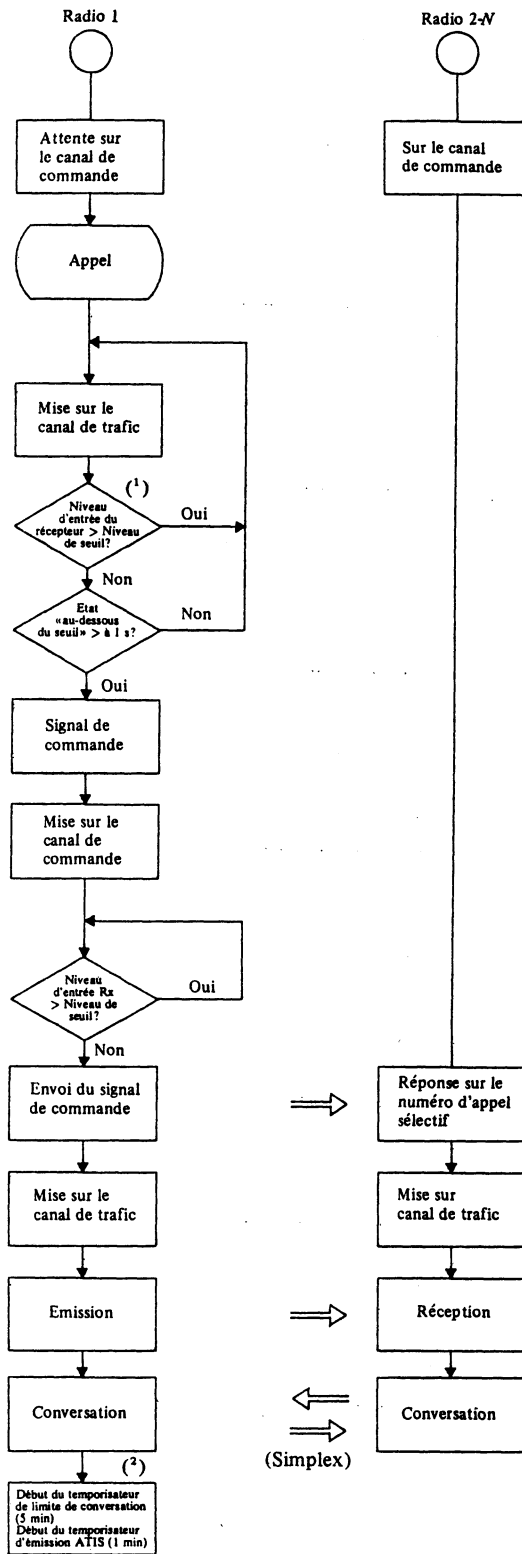 Radio 1
Radio 2-N
Attente sur
le canal de
commande
Sur le canal
de commande
Appel
Mise sur le
canal de trafic
(1)
Niveau
d'entrée du
récepteur > Niveau
de seuil?
Oui
Non
Etat
«au-dessous
du seuil» > à 1 s?
Non
Oui
Signal de
commande
Mise sur le
canal de
commande
Niveau
d'entrée Rx
> Niveau de
seuil?
Oui
Non
Envoi du signal
de commande
Réponse sur le
numéro d'appel
sélectif
Mise sur le
canal de trafic
Mise sur
canal de trafic
Emission
Réception
Conversation
Conversation
(Simplex)
(2)
Début du temporisateur
de limite de conversation
(5 min)
Début du temporisateur
d'émission ATIS (1 min)